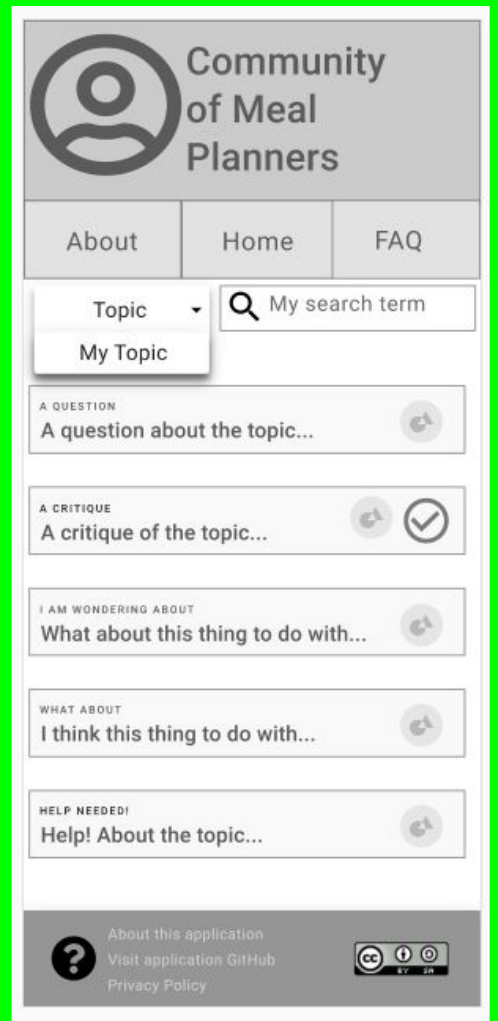 Community
of Meal
Planners
About
Home
FAQ
Topic
My search term
My Topic
A QUESTION
A question about the topic...
A CRITIQUE
A critique of the topic...
I AM WONDERING ABOUT
What about this thing to do with...
WHAT ABOUT
I think this thing to do with...
HELP NEEDED!
Help! About the topic...
About this application
Visit application GitHub
Privacy Policy
?
cc
BY SA